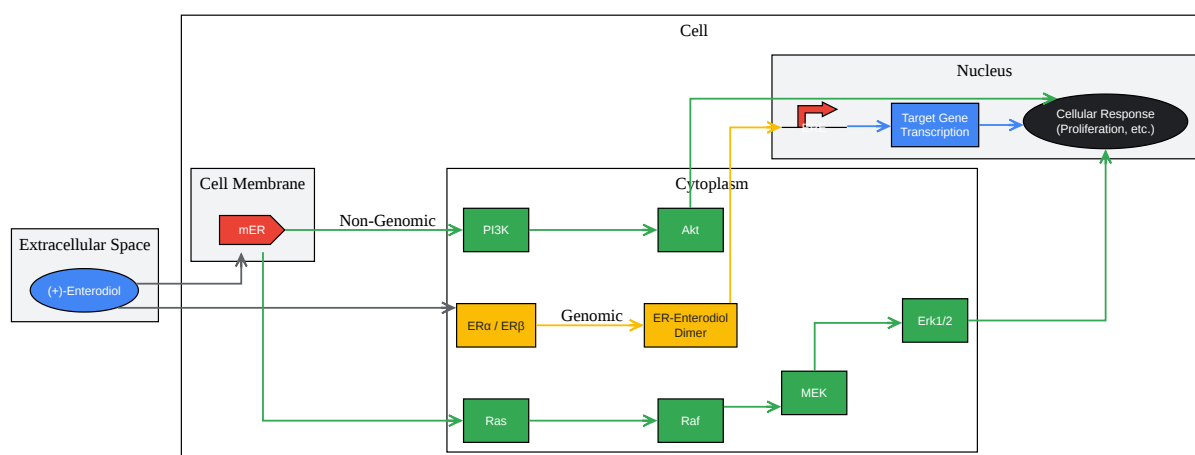 Cell
Nucleus
Target Gene
Transcription
Cellular Response
(Proliferation, etc.)
Cell Membrane
Cytoplasm
mER
Non-Genomic
PI3K
Akt
Extracellular Space
(+)-Enterodiol
ERα / ERβ
Genomic
ER-Enterodiol
Dimer
Erk1/2
MEK
Ras
Raf